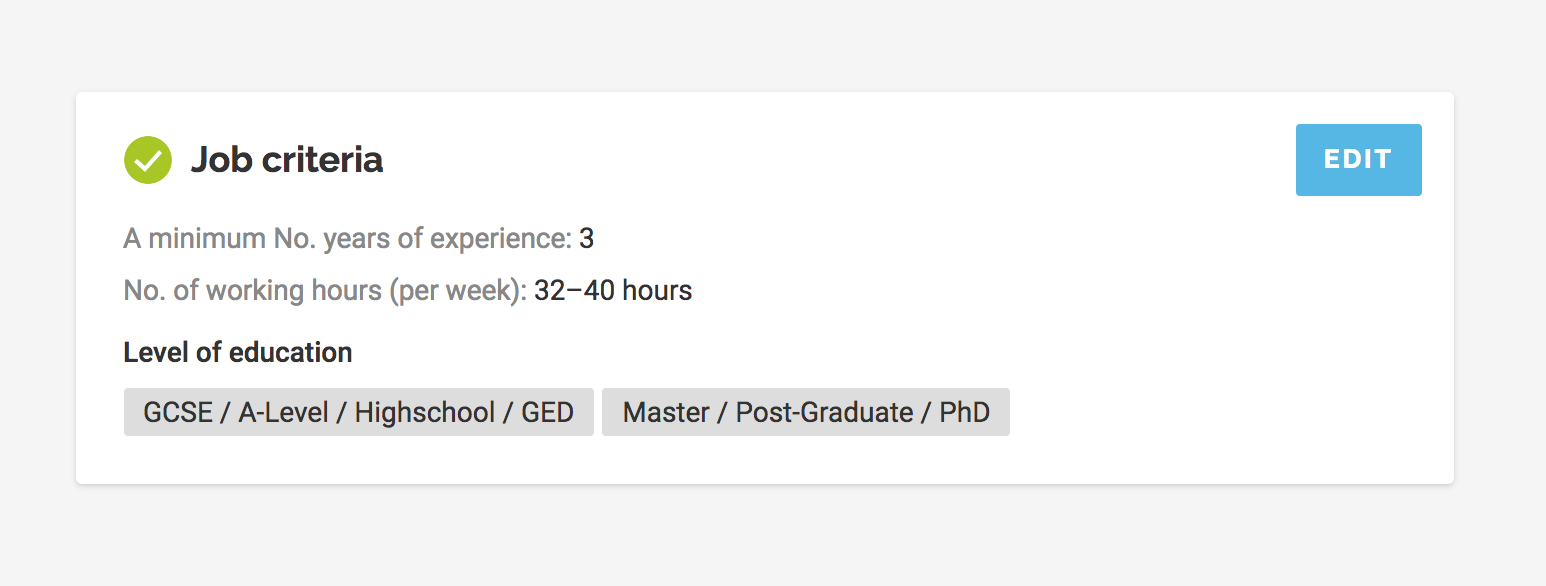 Job criteria
EDIT
A minimum No. years of experience: 3
No. of working hours (per week): 32–40 hours
Level of education
GCSE / A-Level / Highschool / GED Master / Post-Graduate / PhD